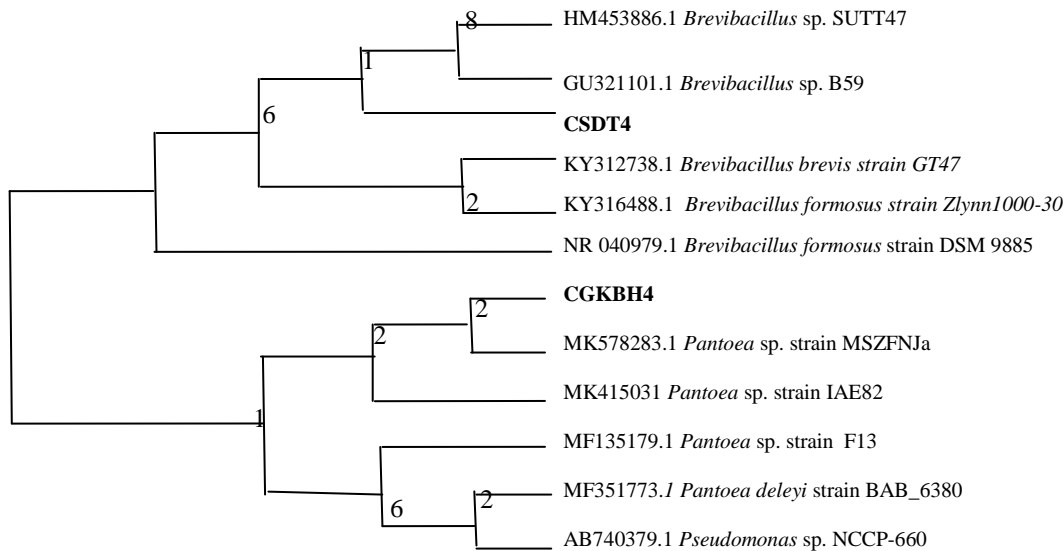 8
HM453886.1 Brevibacillus sp. SUTT47
1
GU321101.1 Brevibacillus sp. B59
6
CSDT4
KY312738.1 Brevibacillus brevis strain GT47
2
KY316488.1 Brevibacillus formosus strain Zlynn1000-30
NR 040979.1 Brevibacillus formosus strain DSM 9885
CGKBH4
2
2
MK578283.1 Pantoea sp. strain MSZFNJa
MK415031 Pantoea sp. strain IAE82
1
MF135179.1 Pantoea sp. strain F13
2
MF351773.1 Pantoea deleyi strain BAB_6380
6
AB740379.1 Pseudomonas sp. NCCP-660